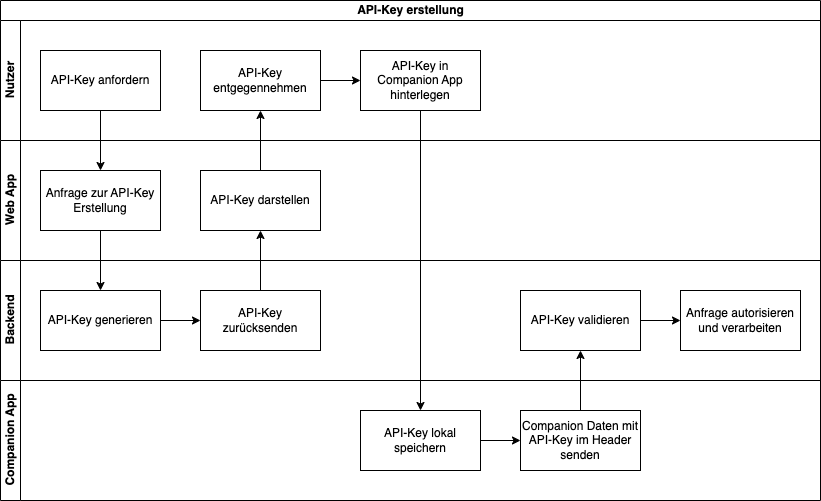 API-Key erstellung
Nutzer
API-Key anfordern
API-Key
entgegennehmen
API-Key in
Companion App
hinterlegen
Web App
Anfrage zur API-Key
Erstellung
API-Key darstellen
Backend
API-Key generieren
API-Key
zurücksenden
API-Key validieren
Anfrage autorisieren
und verarbeiten
Companion App
API-Key lokal
speichern
Companion Daten mit
API-Key im Header
senden